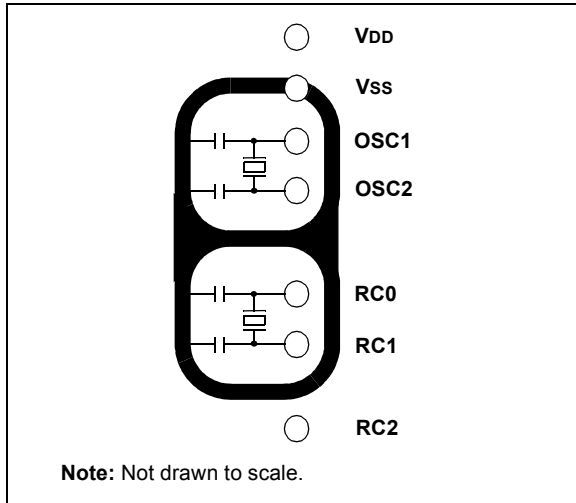 VDD
VSS
OSC1
OSC2
RC0
RC1
RC2
Note: Not drawn to scale.